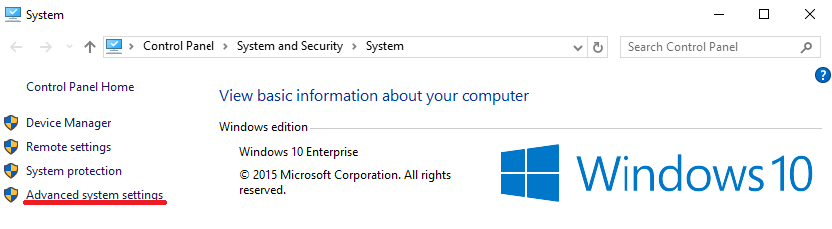 System
Control Panel System and Security System
Search Control Panel
?
Control Panel Home
Device Manager
Remote settings
System protection
Advanced system settings
View basic information about your computer
Windows edition
Windows 10 Enterprise
© 2015 Microsoft Corporation. All rights
reserved.
Windows 10